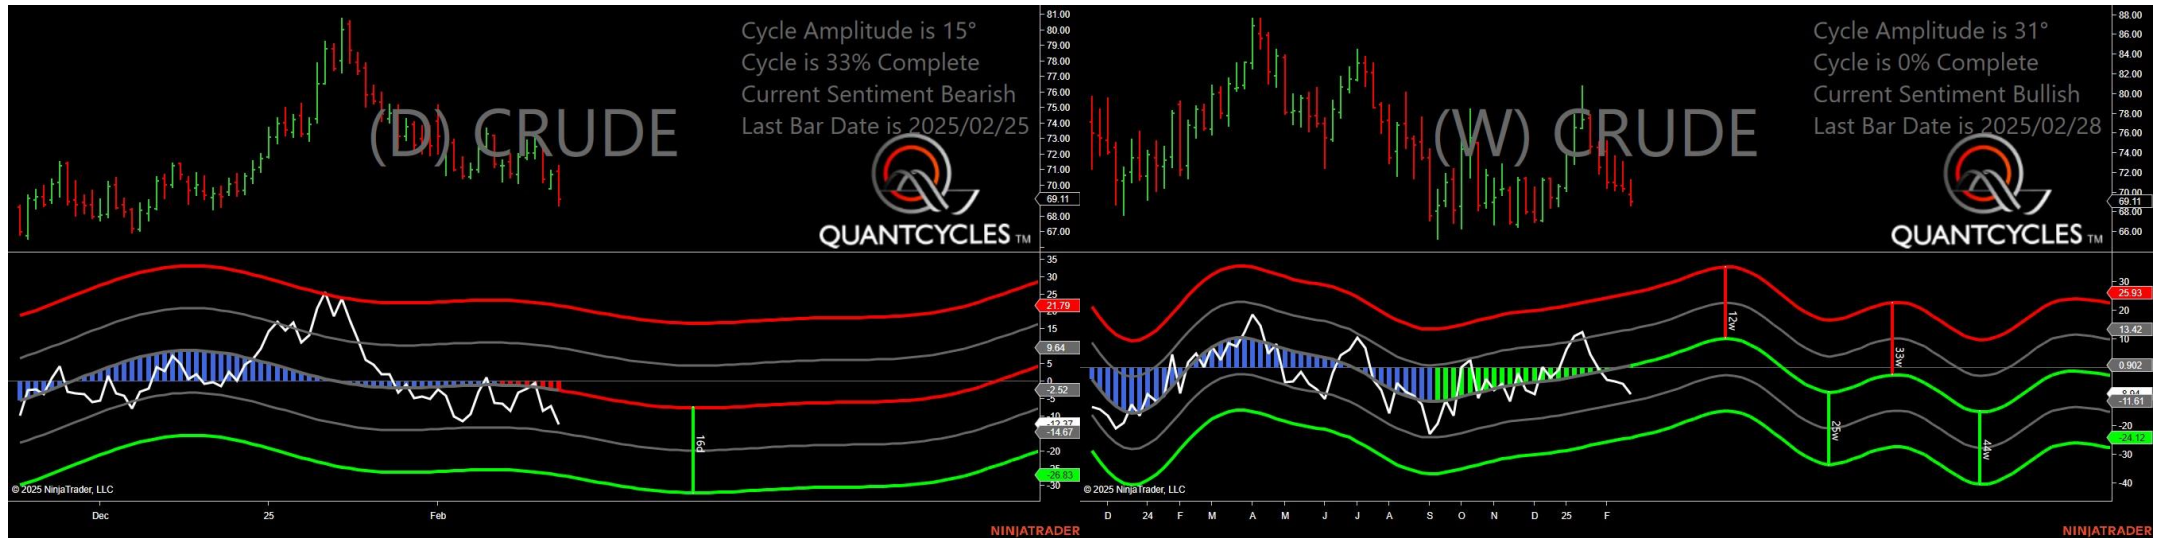 Cycle Amplitude is 15°
Cycle is 33% Complete
Current Sentiment Bearish
Last Bar Date is 2025/02/25
(D) CRUDE
QUANTCYCLES TM
81.00
80.00
79.00
78.00
77.00
76.00
75.00
74.00
73.00
72.00
71.00
70.00
69.11
68.00
67.00
35
30
25
21.79
15
9.64
5
0
-2.52
-5
-10
-14.67
-20
-26.83
-30
16d
© 2025 NinjaTrader, LLC
Dec 25 Feb
NINJATRADER
Cycle Amplitude is 31°
Cycle is 0% Complete
Current Sentiment Bullish
Last Bar Date is 2025/02/28
(W) CRUDE
QUANTCYCLES TM
88.00
86.00
84.00
82.00
80.00
78.00
76.00
74.00
72.00
70.00
69.11
68.00
66.00
30
25.93
20
13.42
10
0.902
-11.61
-20
-24.12
-30
-40
12w
33w
25w
44w
© 2025 NinjaTrader, LLC
D 24 F M A M J J A S O N D 25 F
NINJATRADER